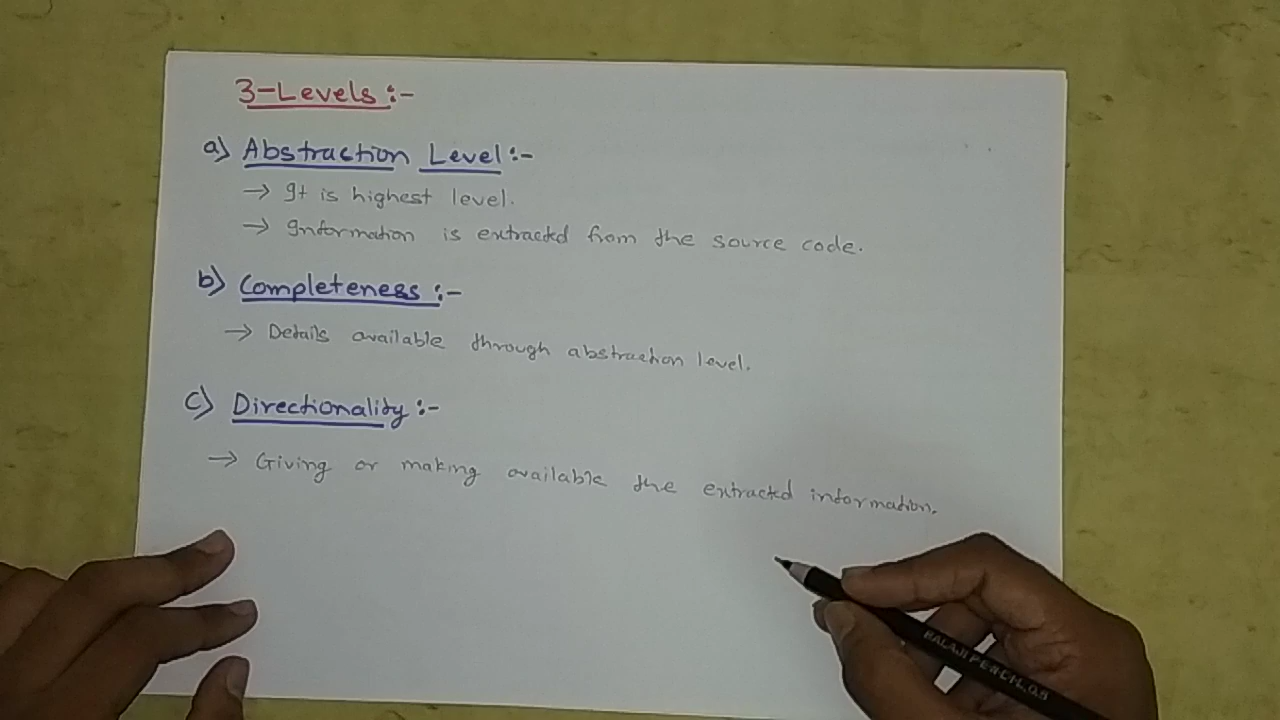 3-Levels :-
a) Abstraction Level :-
→ It is highest level.
→ Information is extracted from the source code.
b) Completeness :-
→ Details available through abstraction level.
c) Directionality :-
→ Giving or making available the extracted information.